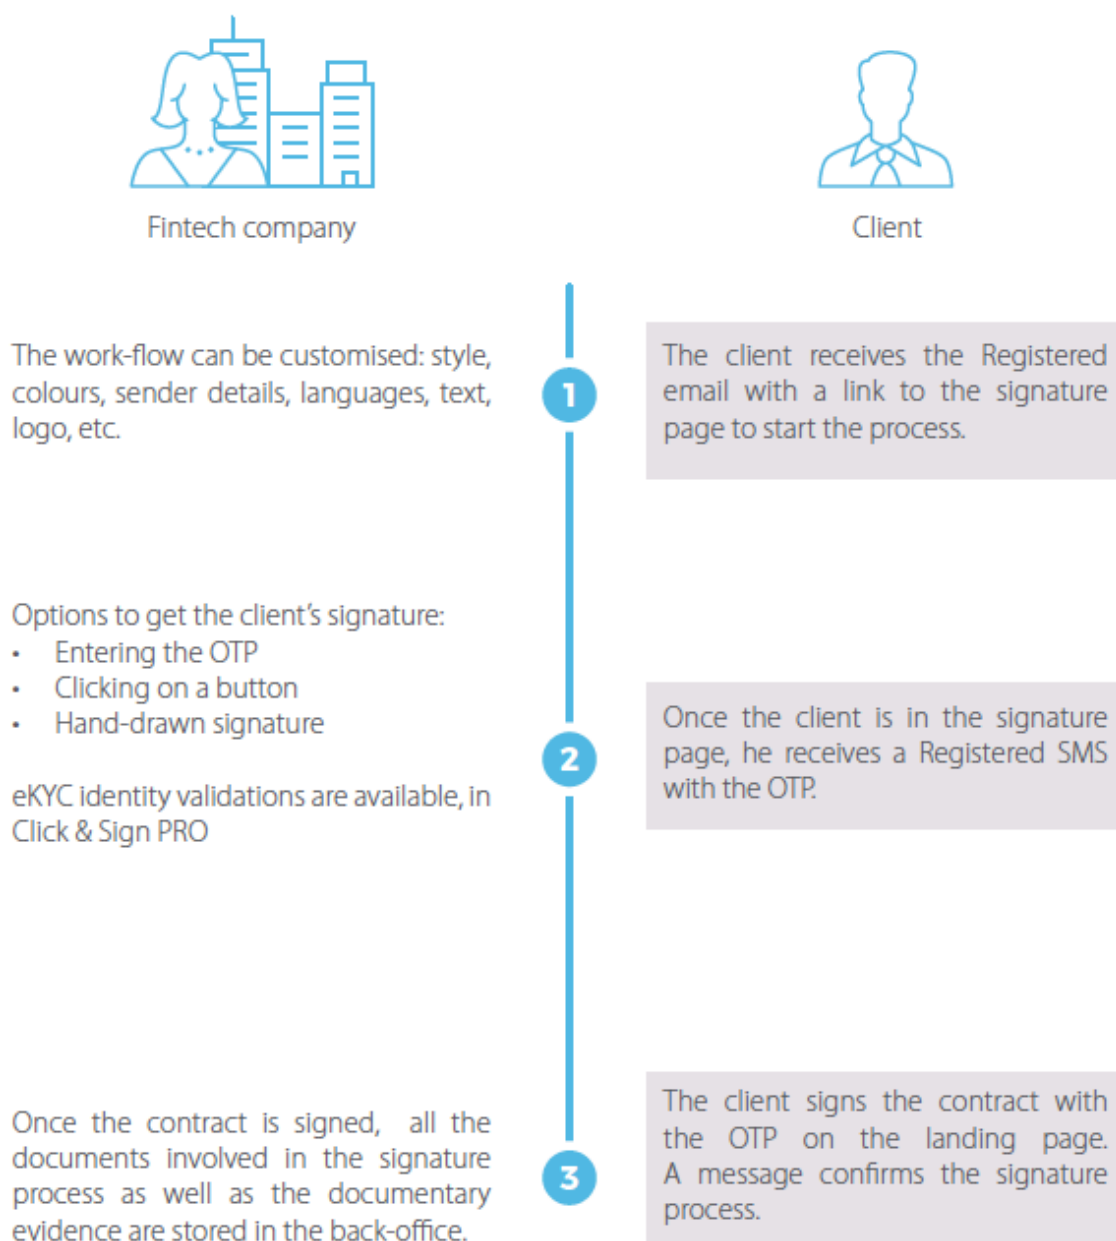 Fintech company
Client
The work-flow can be customised: style,
colours, sender details, languages, text,
logo, etc.
1
The client receives the Registered
email with a link to the signature
page to start the process.
Options to get the client's signature:
• Entering the OTP
• Clicking on a button
• Hand-drawn signature
eKYC identity validations are available, in
Click & Sign PRO
2
Once the client is in the signature
page, he receives a Registered SMS
with the OTP.
Once the contract is signed, all the
documents involved in the signature
process as well as the documentary
evidence are stored in the back-office.
3
The client signs the contract with
the OTP on the landing page.
A message confirms the signature
process.